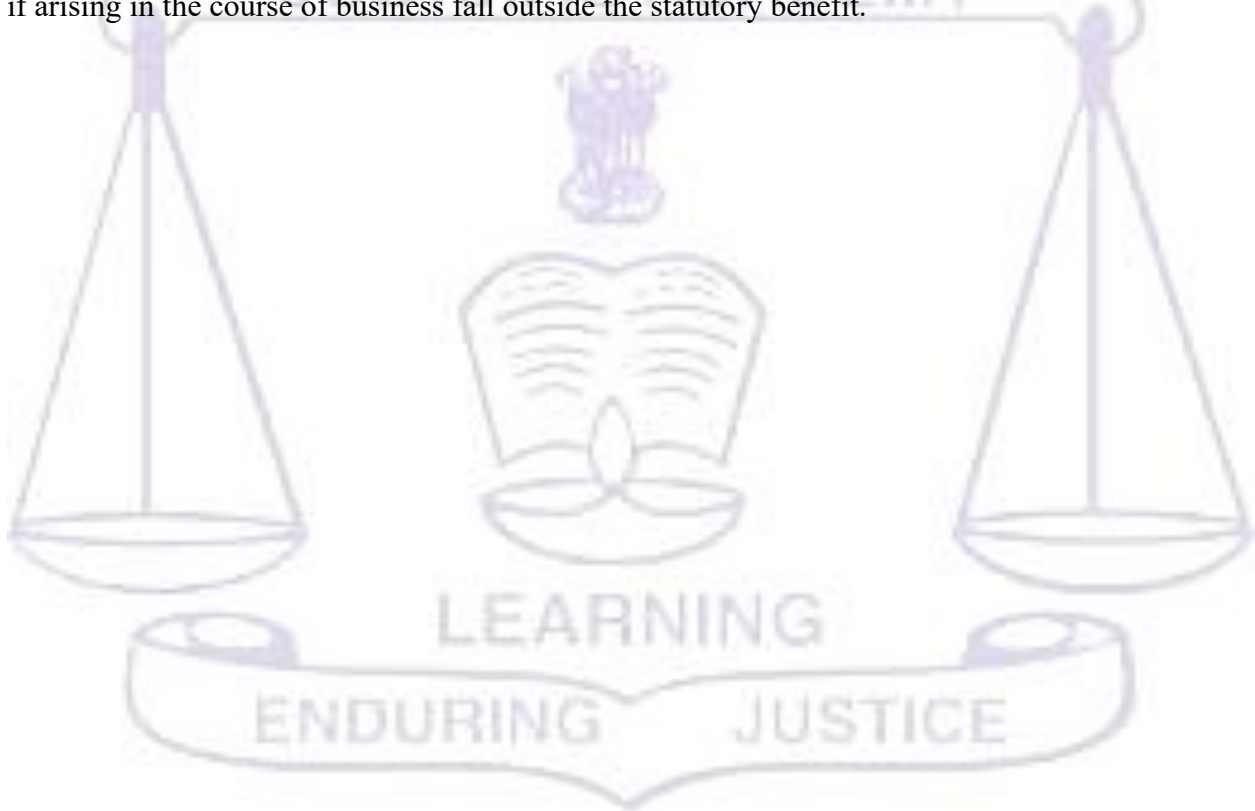 if arising in the course of business fall outside the statutory benefit.
LEARNING
ENDURING JUSTICE